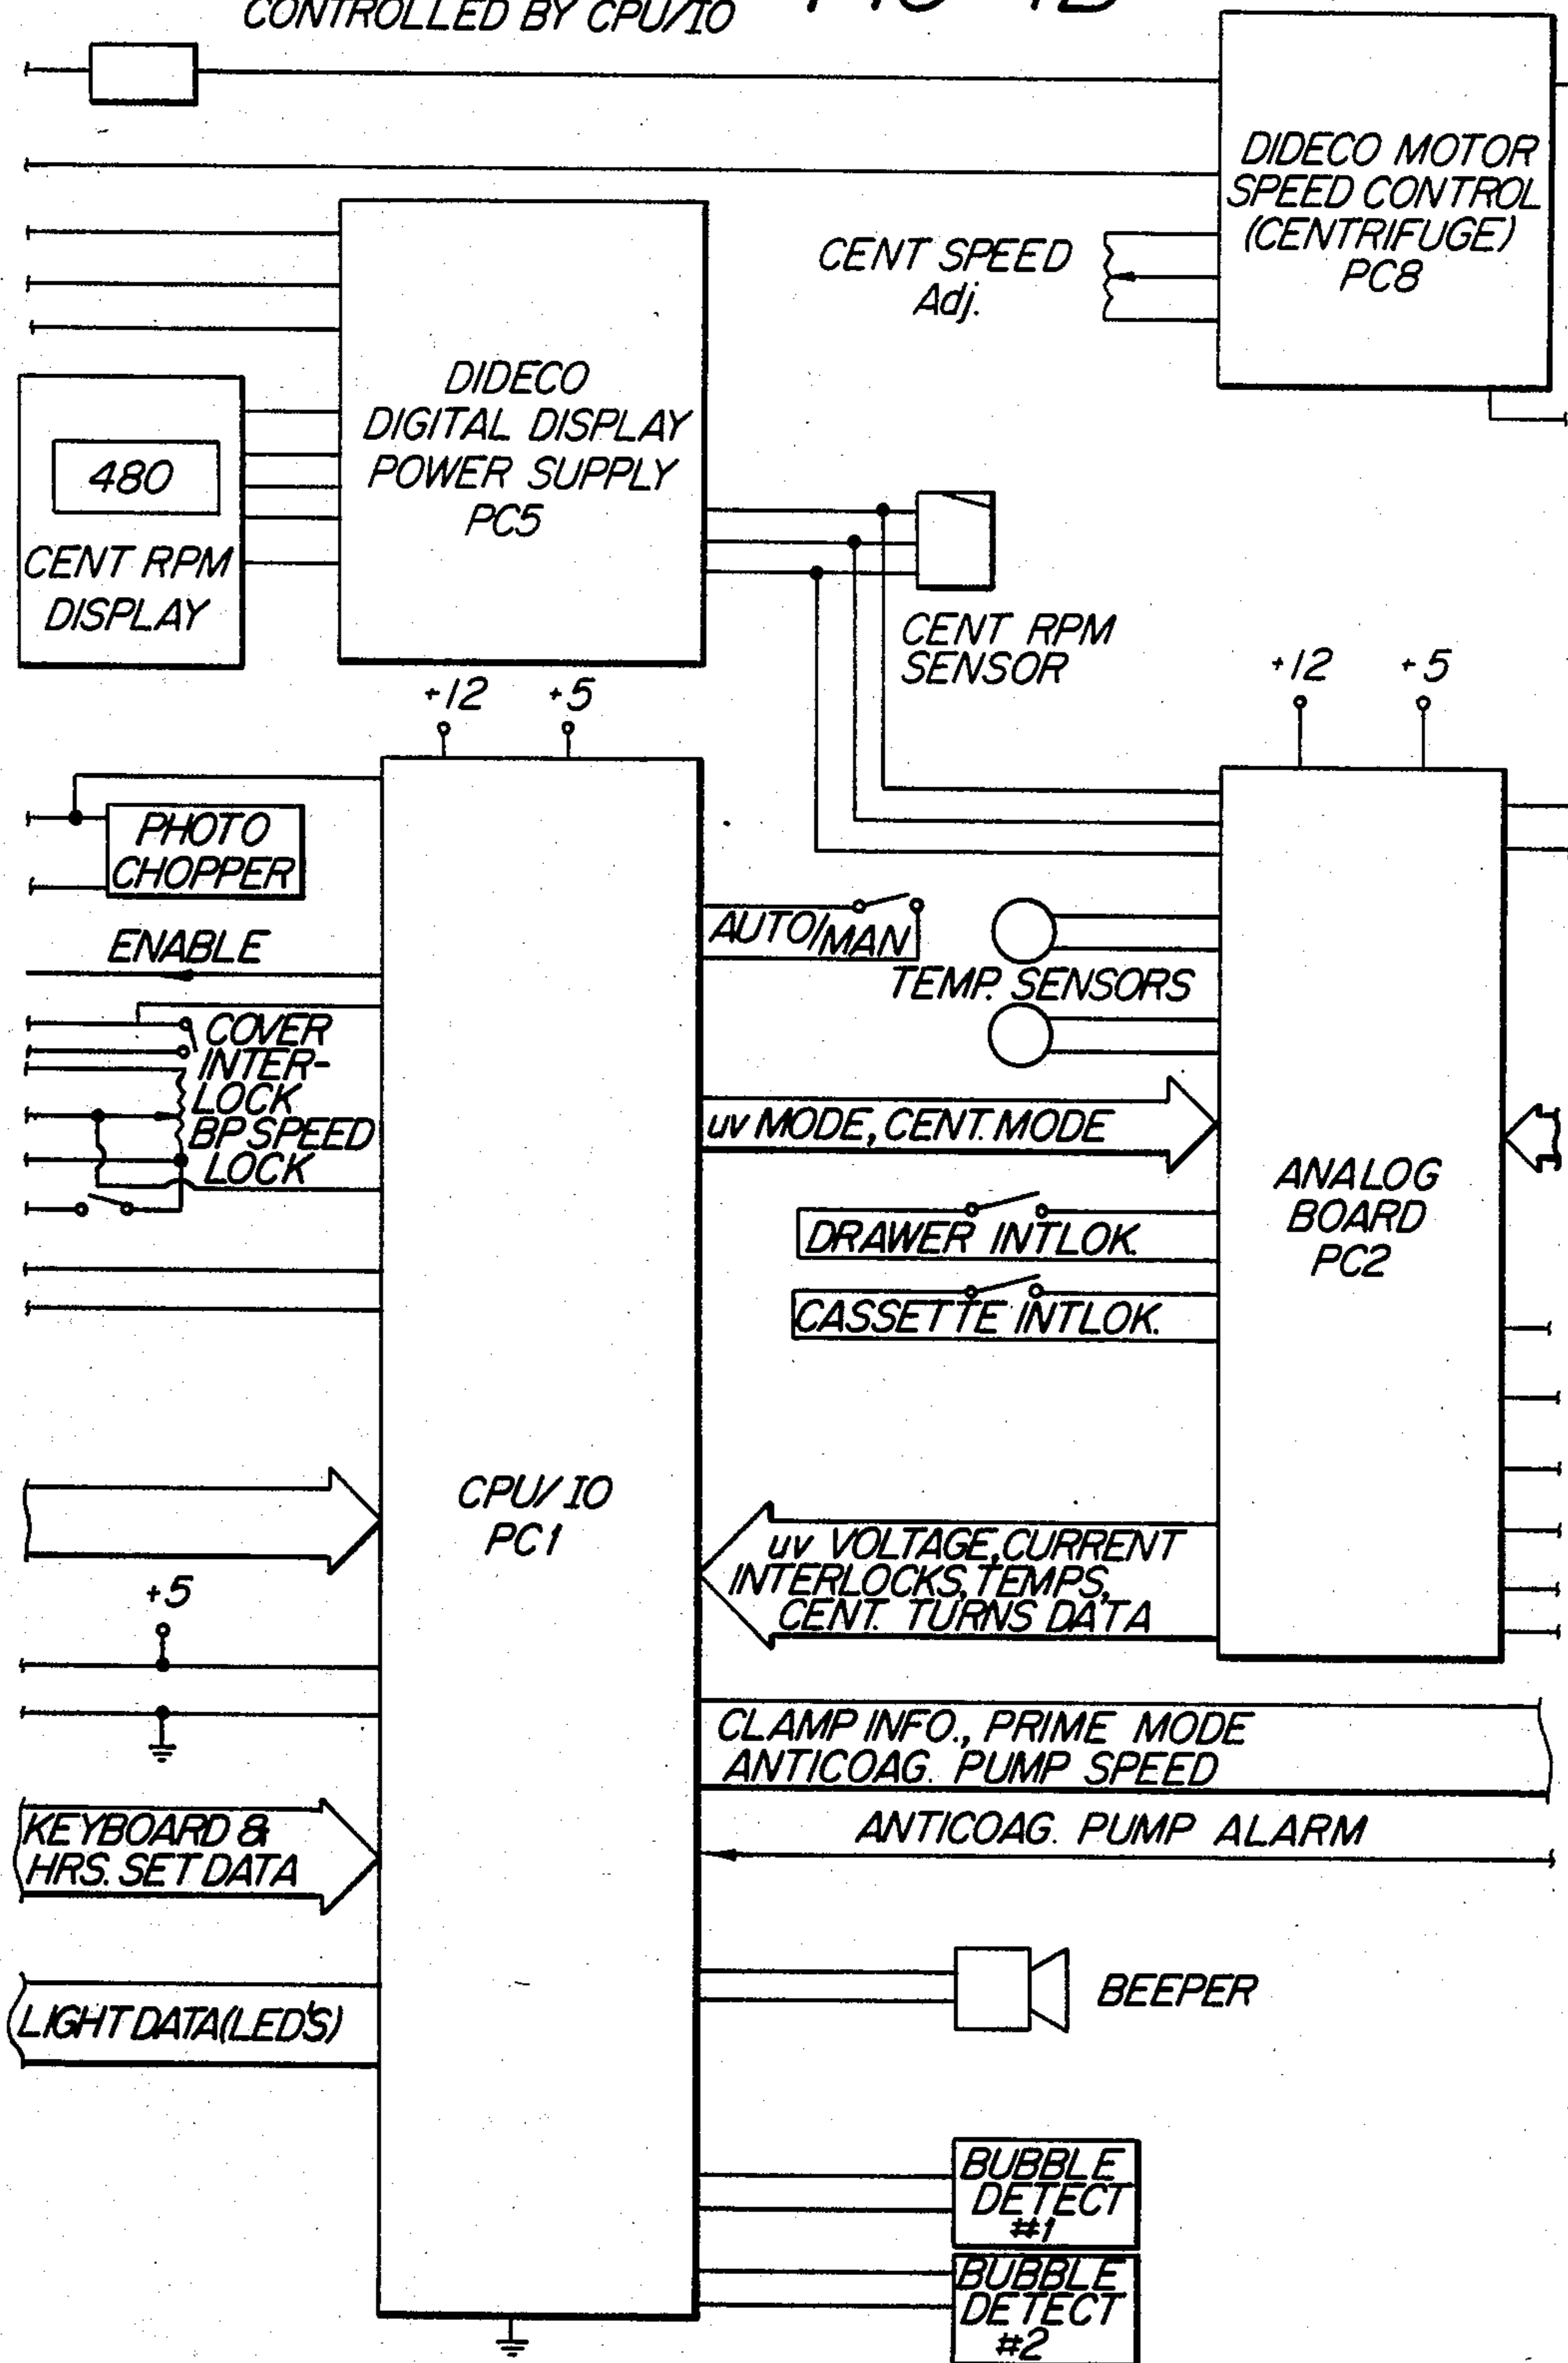 CONTROLLED BY CPU/IO
DIDECO MOTOR
SPEED CONTROL
(CENTRIFUGE)
PC8
CENT SPEED
Adj.
DIDECO
DIGITAL DISPLAY
POWER SUPPLY
PC5
480
CENT RPM
DISPLAY
CENT RPM
SENSOR
+12 +5
+12 +5
PHOTO
CHOPPER
ENABLE
AUTO/MAN
TEMP. SENSORS
COVER
INTER-
LOCK
BP SPEED
LOCK
uv MODE, CENT. MODE
DRAWER INTLOK.
CASSETTE INTLOK.
ANALOG
BOARD
PC2
CPU/IO
PC1
uv VOLTAGE, CURRENT
INTERLOCKS, TEMPS,
CENT. TURNS DATA
+5
CLAMP INFO., PRIME MODE
ANTICOAG. PUMP SPEED
ANTICOAG. PUMP ALARM
KEYBOARD &
HRS. SET DATA
BEEPER
LIGHT DATA (LED'S)
BUBBLE
DETECT
#1
BUBBLE
DETECT
#2